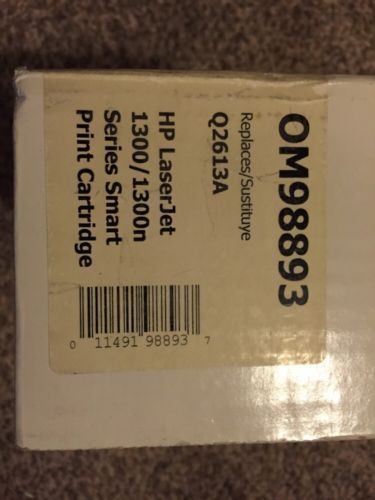 OM98893
Replaces/Sustituye
Q2613A
HP LaserJet
1300/1300n
Series Smart
Print Cartridge
0 11491 98893 7